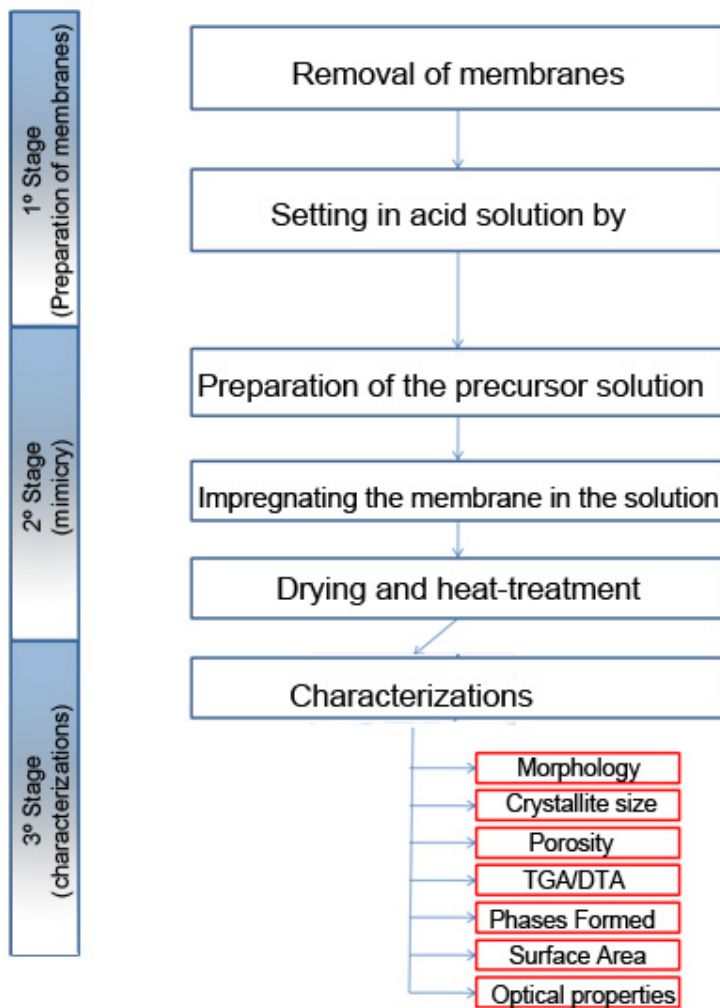 1º Stage
(Preparation of membranes)
Removal of membranes
Setting in acid solution by
2º Stage
(mimicry)
Preparation of the precursor solution
Impregnating the membrane in the solution
Drying and heat-treatment
3º Stage
(characterizations)
Characterizations
Morphology
Crystallite size
Porosity
TGA/DTA
Phases Formed
Surface Area
Optical properties